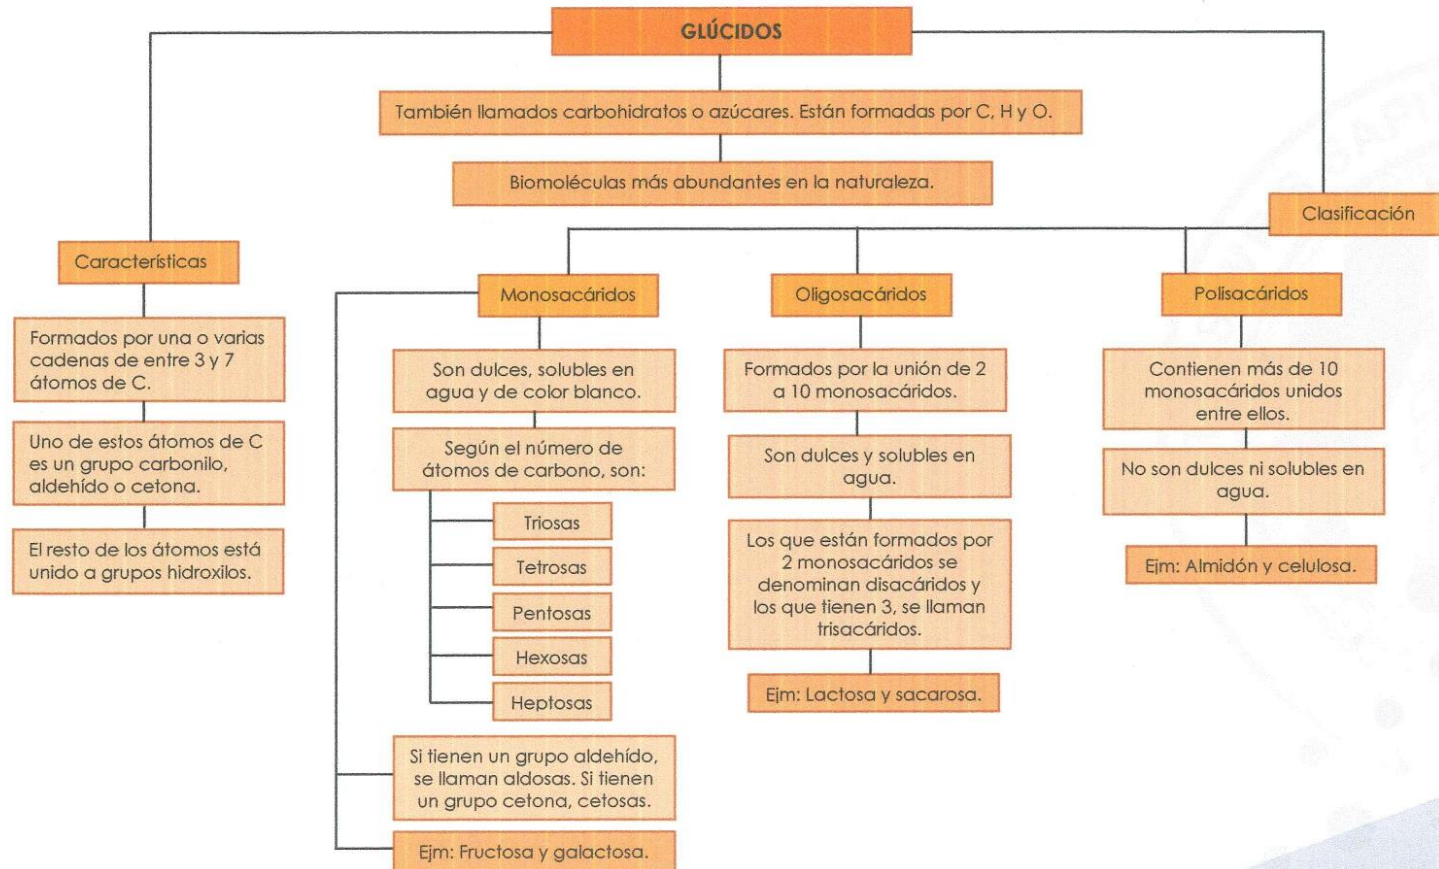 GLÚCIDOS
También llamados carbohidratos o azúcares. Están formadas por C, H y O.
Biomoléculas más abundantes en la naturaleza.
Clasificación
Características
Formados por una o varias
cadenas de entre 3 y 7
átomos de C.
Uno de estos átomos de C
es un grupo carbonilo,
aldehído o cetona.
El resto de los átomos está
unido a grupos hidroxilos.
Monosacáridos
Son dulces, solubles en
agua y de color blanco.
Según el número de
átomos de carbono, son:
Triosas
Tetrosas
Pentosas
Hexosas
Heptosas
Si tienen un grupo aldehído,
se llaman aldosas. Si tienen
un grupo cetona, cetosas.
Ejm: Fructosa y galactosa.
Oligosacáridos
Formados por la unión de 2
a 10 monosacáridos.
Son dulces y solubles en
agua.
Los que están formados por
2 monosacáridos se
denominan disacáridos y
los que tienen 3, se llaman
trisacáridos.
Ejm: Lactosa y sacarosa.
Polisacáridos
Contienen más de 10
monosacáridos unidos
entre ellos.
No son dulces ni solubles en
agua.
Ejm: Almidón y celulosa.